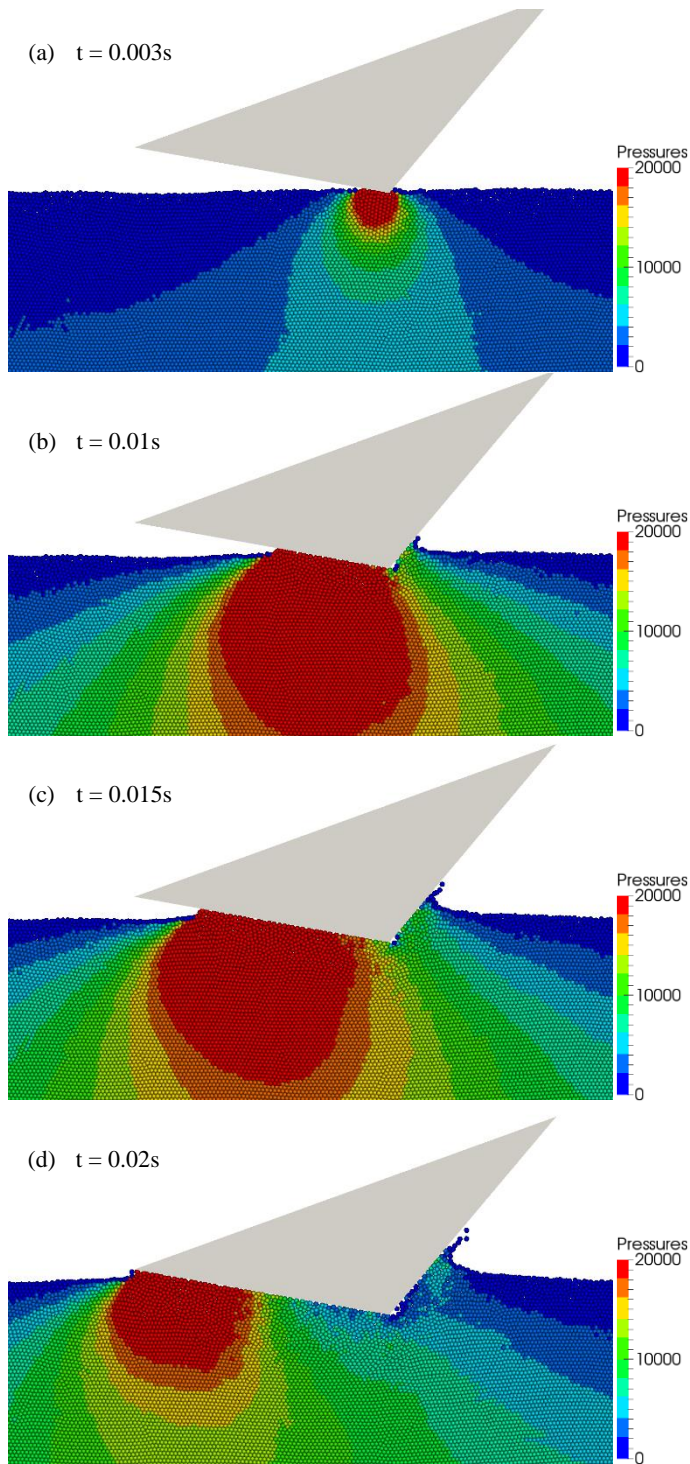 (a) t = 0.003s
Pressures
20000
10000
0
(b) t = 0.01s
Pressures
20000
10000
0
(c) t = 0.015s
Pressures
20000
10000
0
(d) t = 0.02s
Pressures
20000
10000
0